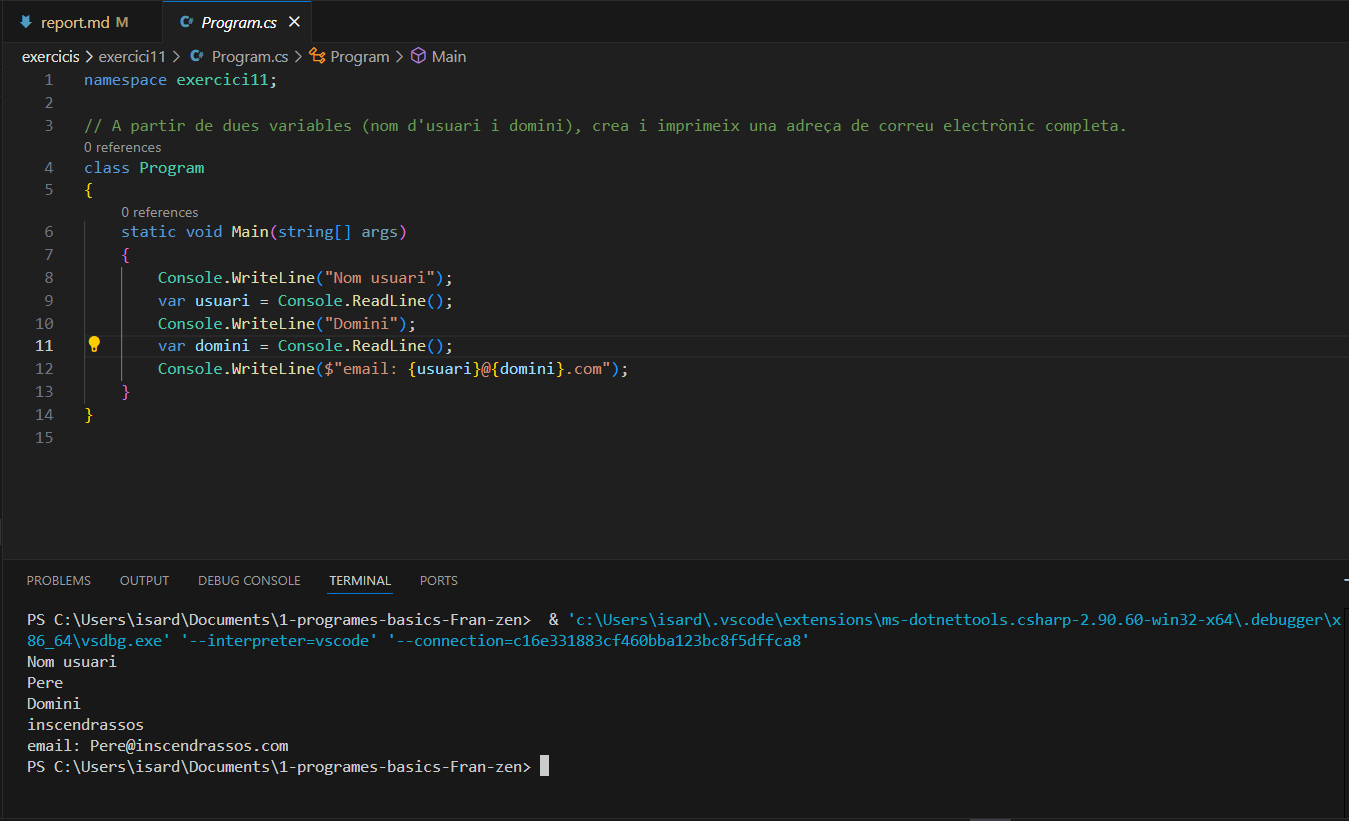 report.md M
C# Program.cs ×
exercicis > exercici11 > C# Program.cs > Program > Main
1 namespace exercici11;
2
3 // A partir de dues variables (nom d'usuari i domini), crea i imprimeix una adreça de correu electrònic completa.
0 references
4 class Program
5 {
0 references
6 static void Main(string[] args)
7 {
8 Console.WriteLine("Nom usuari");
9 var usuari = Console.ReadLine();
10 Console.WriteLine("Domini");
11 var domini = Console.ReadLine();
12 Console.WriteLine($"email: {usuari}@{domini}.com");
13 }
14 }
15
PROBLEMS OUTPUT DEBUG CONSOLE TERMINAL PORTS
PS C:\Users\isard\Documents\1-programes-basics-Fran-zen> & 'c:\Users\isard\.vscode\extensions\ms-dotnettools.csharp-2.90.60-win32-x64\.debugger\x
86_64\vsdbg.exe' '--interpreter=vscode' '--connection=c16e331883cf460bba123bc8f5dffca8'
Nom usuari
Pere
Domini
inscendrassos
email: Pere@inscendrassos.com
PS C:\Users\isard\Documents\1-programes-basics-Fran-zen>